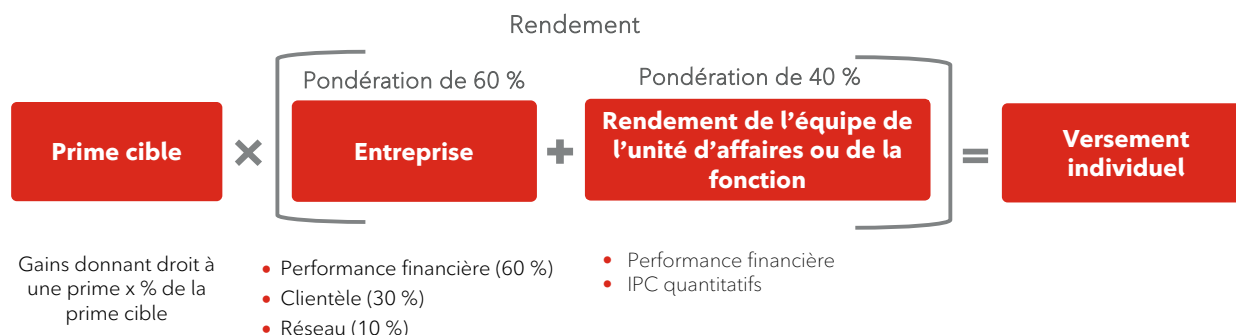 Rendement
Pondération de 60 %
Pondération de 40 %
Prime cible
×
Entreprise
+
Rendement de l’équipe de
l’unité d’affaires ou de la
fonction
=
Versement
individuel
Gains donnant droit à
une prime x % de la
prime cible
• Performance financière (60 %)
• Clientèle (30 %)
• Réseau (10 %)
• Performance financière
• IPC quantitatifs